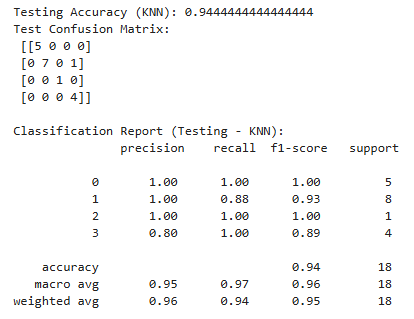 Testing Accuracy (KNN): 0.9444444444444444
Test Confusion Matrix:
[[5 0 0 0]
[0 7 0 1]
[0 0 1 0]
[0 0 0 4]]
Classification Report (Testing - KNN):
precision recall f1-score support
0 1.00 1.00 1.00 5
1 1.00 0.88 0.93 8
2 1.00 1.00 1.00 1
3 0.80 1.00 0.89 4
accuracy 0.94 18
macro avg 0.95 0.97 0.96 18
weighted avg 0.96 0.94 0.95 18